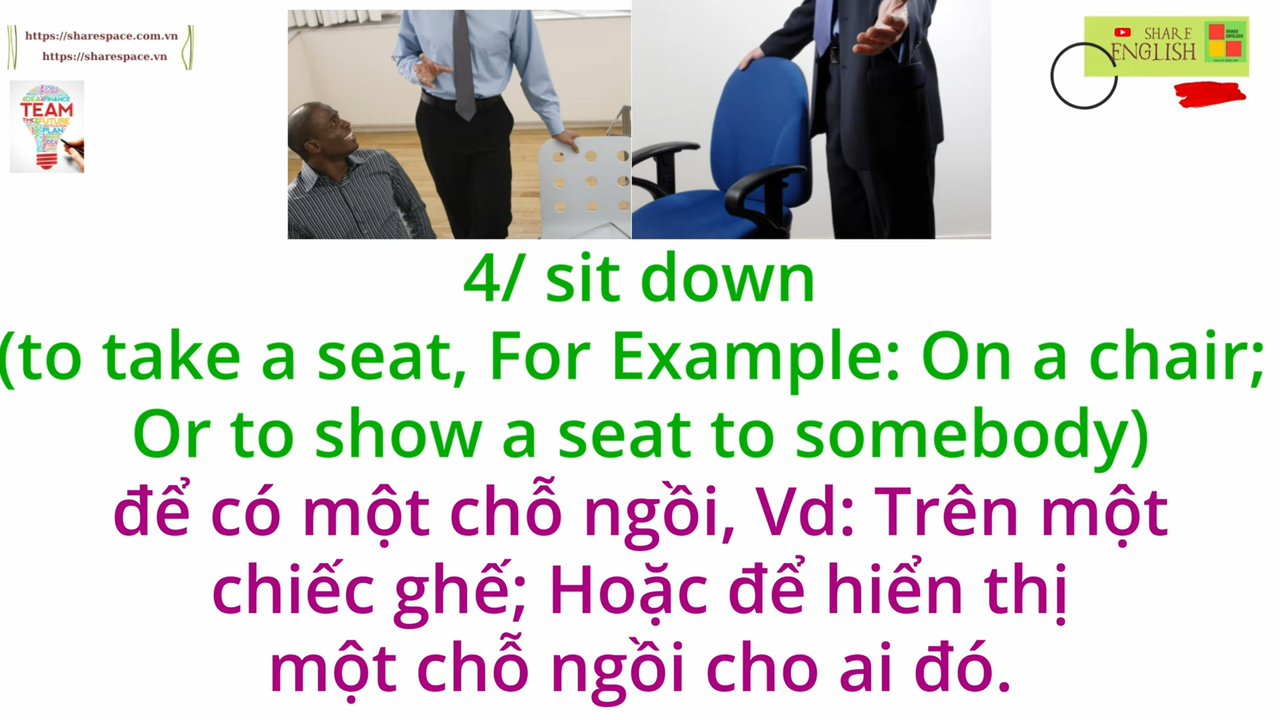 https://sharespace.com.vn
https://sharespace.vn
SHARE
ENGLISH
TEAM
PLAN
4/ sit down
(to take a seat, For Example: On a chair;
Or to show a seat to somebody)
để có một chỗ ngồi, Vd: Trên một
chiếc ghế; Hoặc để hiển thị
một chỗ ngồi cho ai đó.